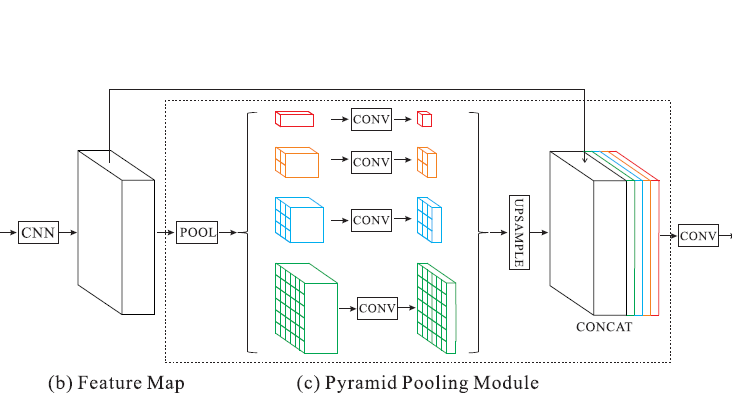 CNN
POOL
CONV
CONV
CONV
CONV
UPSAMPLE
CONCAT
CONV
(b) Feature Map
(c) Pyramid Pooling Module